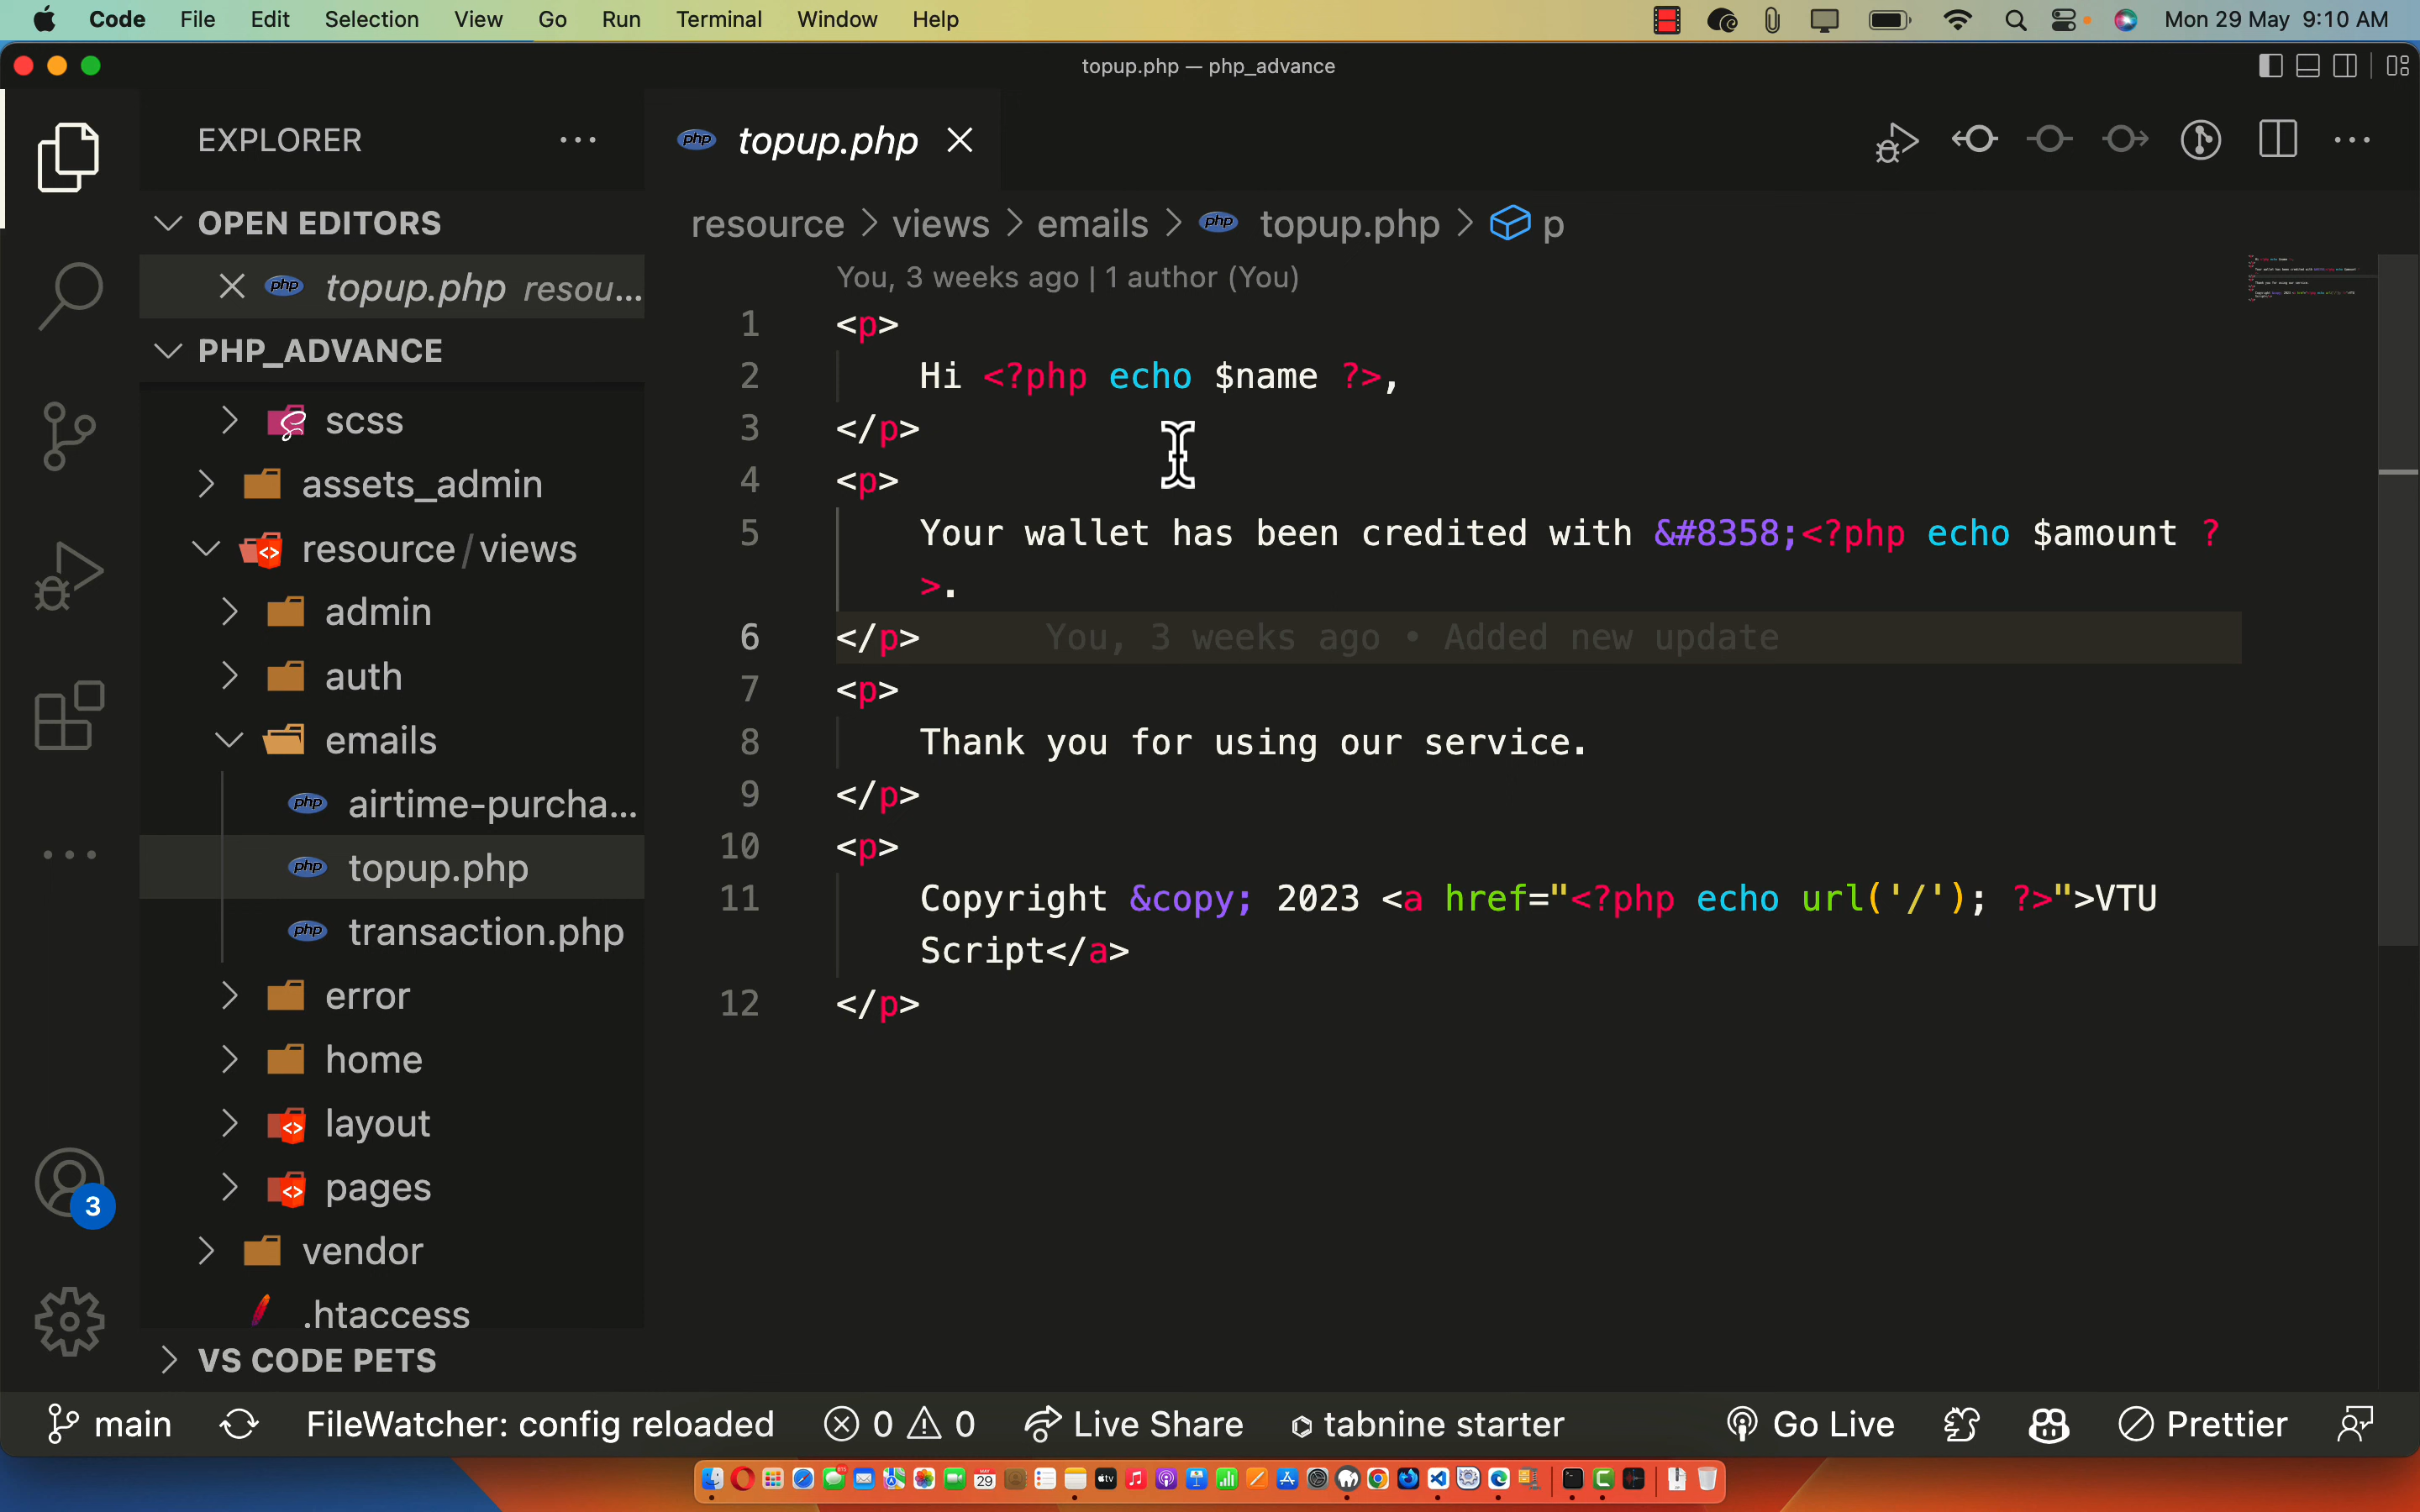 Code File Edit Selection View Go Run Terminal Window Help Mon 29 May 9:10 AM
topup.php — php_advance
EXPLORER
OPEN EDITORS
php topup.php resou...
PHP_ADVANCE
scss
assets_admin
resource/views
admin
auth
emails
php airtime-purcha...
php topup.php
php transaction.php
error
home
layout
pages
vendor
.htaccess
VS CODE PETS
3
php topup.php
resource > views > emails > php topup.php > p
You, 3 weeks ago | 1 author (You)
1 <p>
2 Hi <?php echo $name ?>,
3 </p>
4 <p>
5 Your wallet has been credited with &#8358;<?php echo $amount ?
>.
6 </p> You, 3 weeks ago • Added new update
7 <p>
8 Thank you for using our service.
9 </p>
10 <p>
11 Copyright &copy; 2023 <a href="<?php echo url('/'); ?>">VTU
Script</a>
12 </p>
main FileWatcher: config reloaded 0 0 Live Share tabnine starter Go Live Prettier